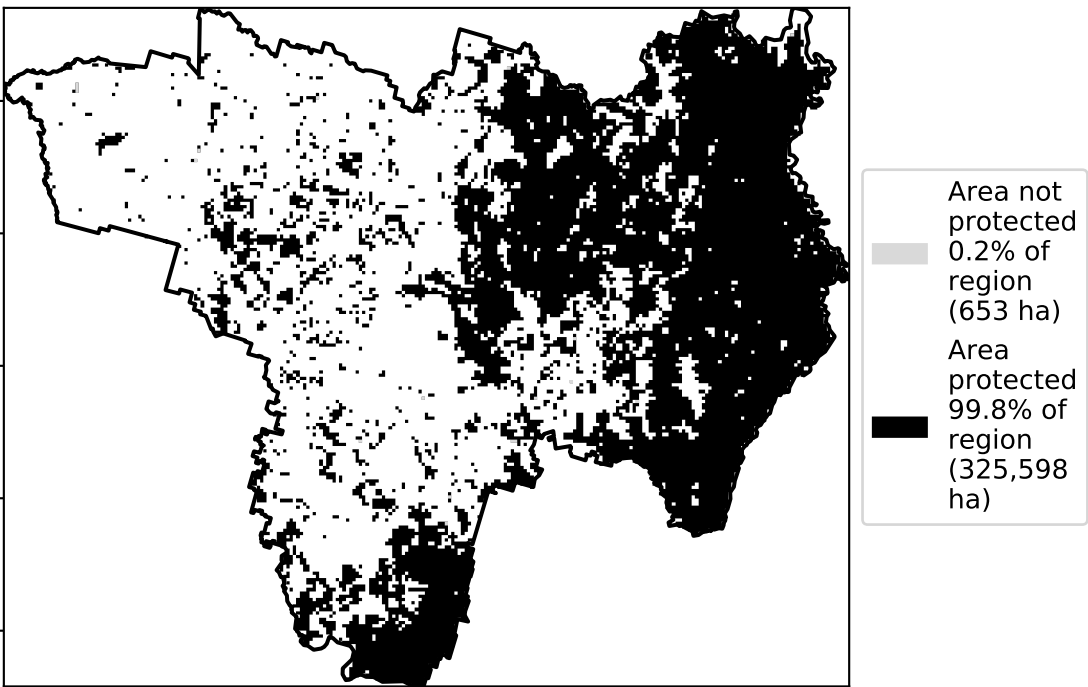 Area not
protected
0.2% of
region
(653 ha)
Area
protected
99.8% of
region
(325,598
ha)